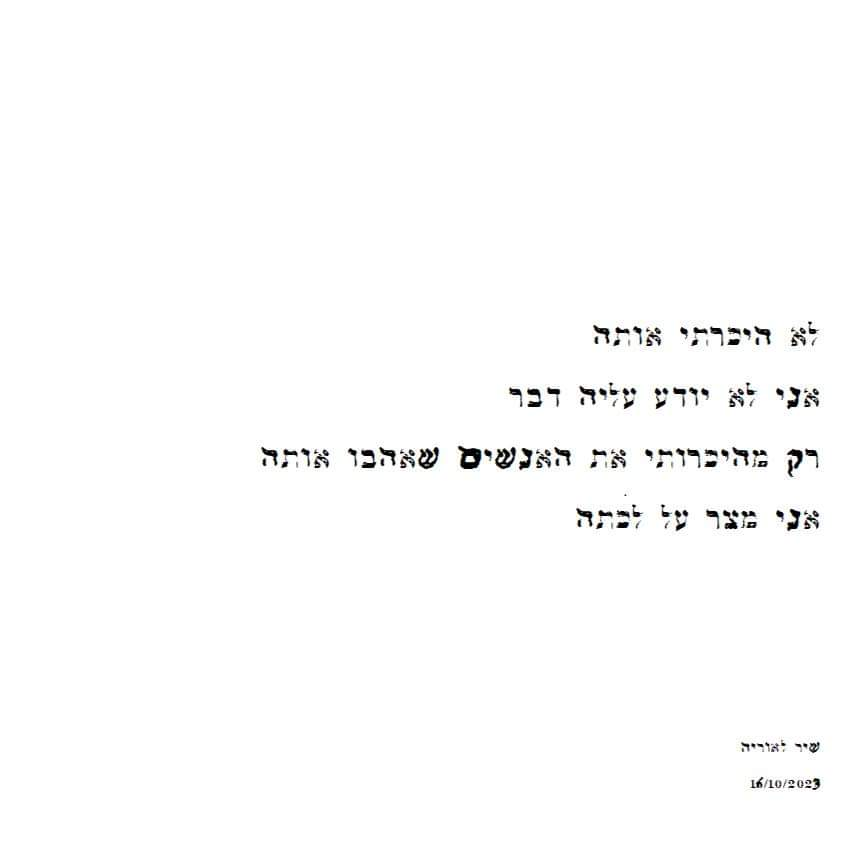 לא היכרתי אותה
אני לא יודע עליה דבר
רק מהיכרותי את האנשים שאהבו אותה
אני מצר על לכתה
שיר לאוריה
16/10/2023